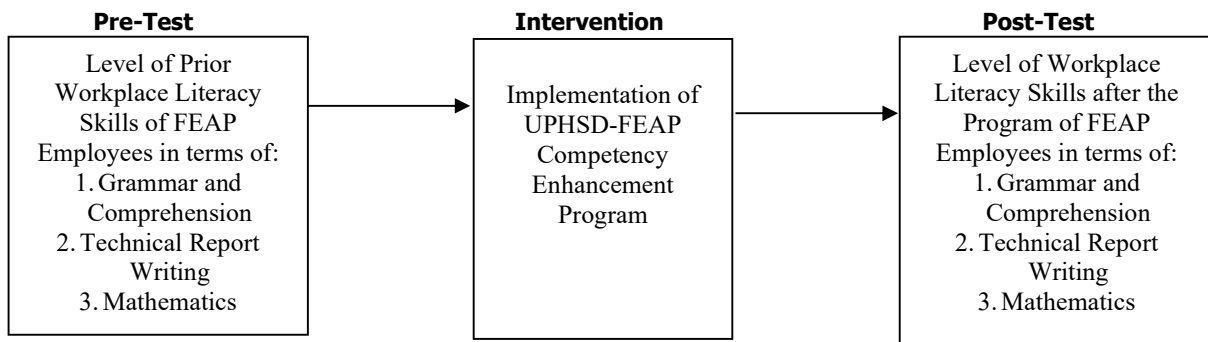 Pre-Test
Level of Prior
Workplace Literacy
Skills of FEAP
Employees in terms of:
1. Grammar and
Comprehension
2. Technical Report
Writing
3. Mathematics
Intervention
Implementation of
UPHSD-FEAP
Competency
Enhancement
Program
Post-Test
Level of Workplace
Literacy Skills after the
Program of FEAP
Employees in terms of:
1. Grammar and
Comprehension
2. Technical Report
Writing
3. Mathematics